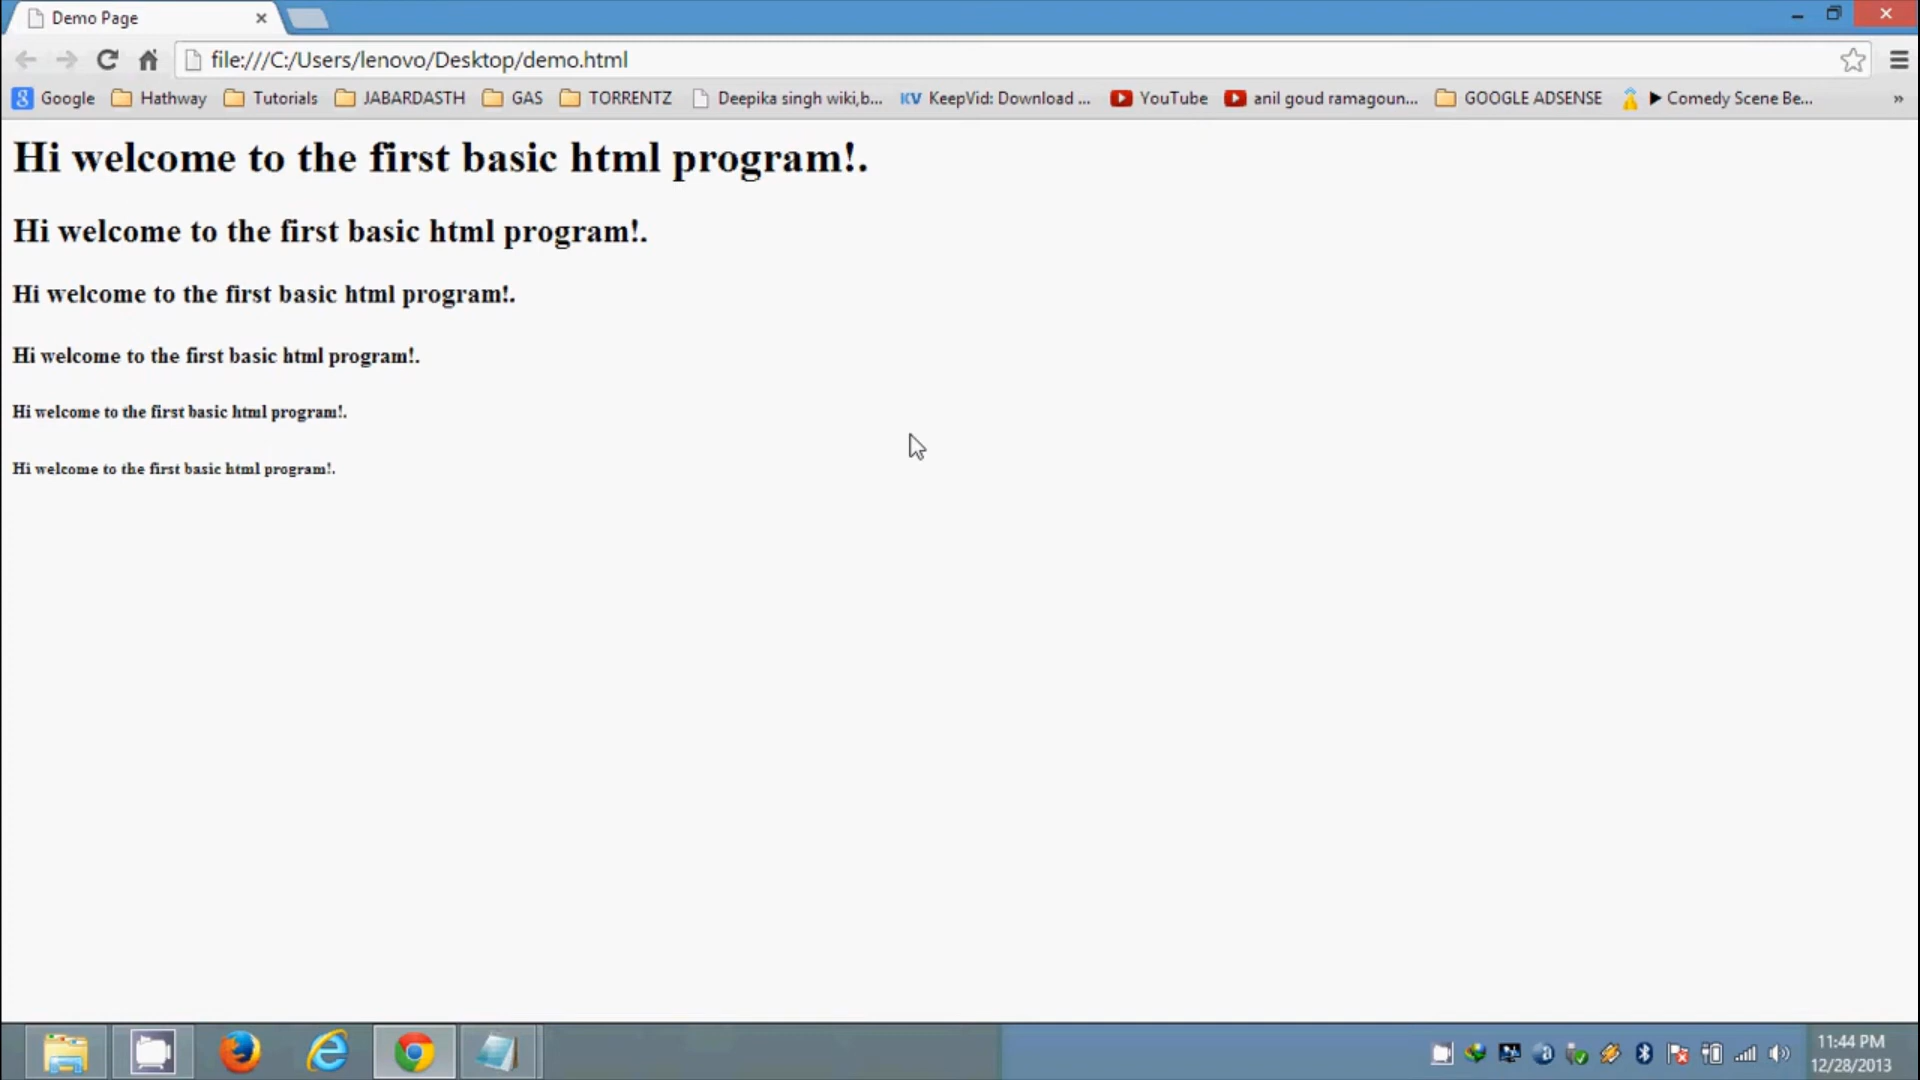 Demo Page
file:///C:/Users/lenovo/Desktop/demo.html
Google Hathway Tutorials JABARDASTH GAS TORRENTZ Deepika singh wiki,b... KV KeepVid: Download ... YouTube anil goud ramagoun... GOOGLE ADSENSE ▶ Comedy Scene Be... »
Hi welcome to the first basic html program!.
Hi welcome to the first basic html program!.
Hi welcome to the first basic html program!.
Hi welcome to the first basic html program!.
Hi welcome to the first basic html program!.
Hi welcome to the first basic html program!.
11:44 PM
12/28/2013